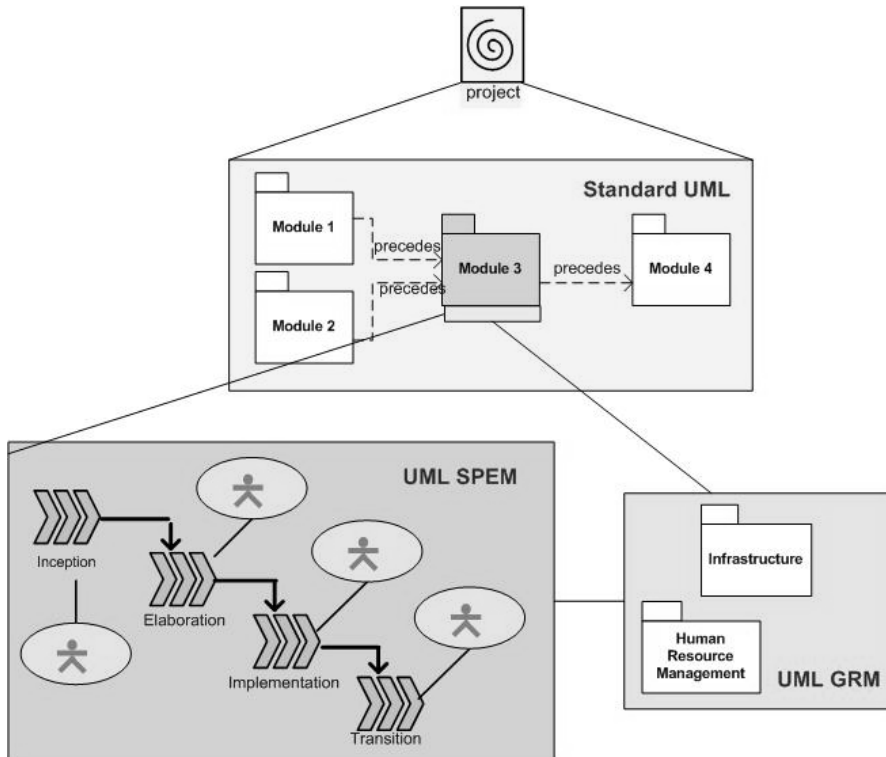 project
Standard UML
Module 1
precedes
Module 3
precedes
Module 4
precedes
Module 2
UML SPEM
Inception
Elaboration
Implementation
Transition
Infrastructure
Human
Resource
Management
UML GRM